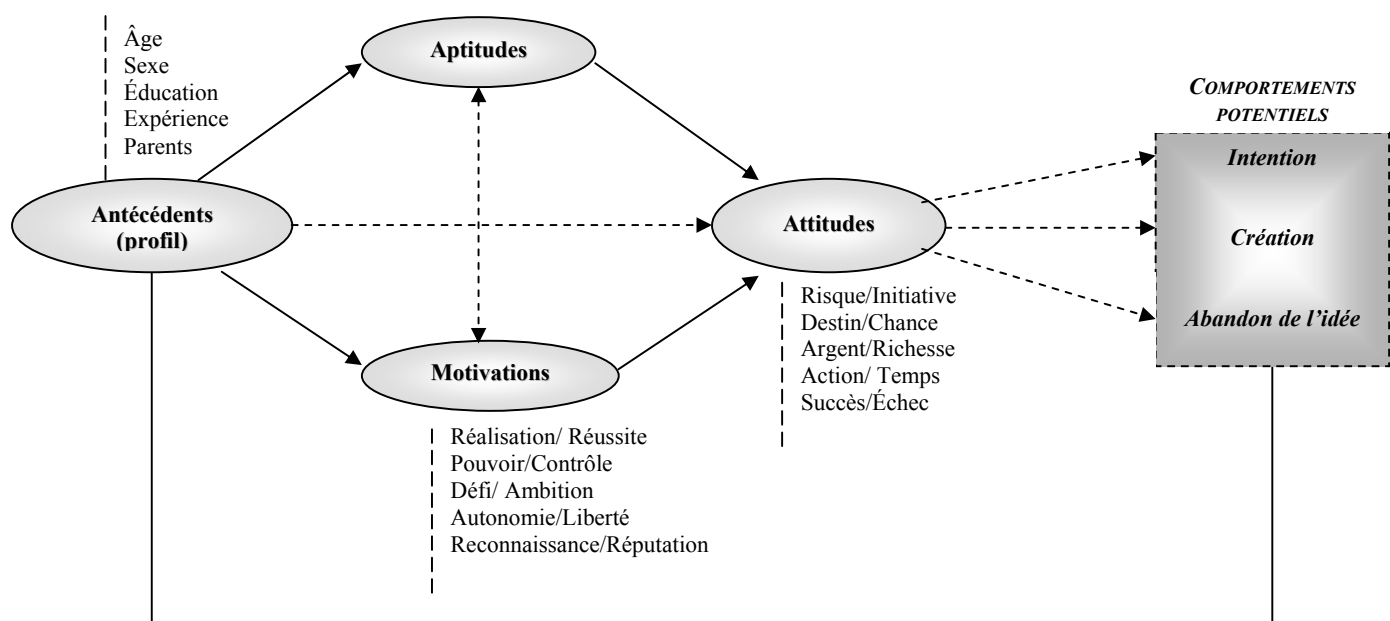 Âge
Sexe
Éducation
Expérience
Parents
Aptitudes
COMPORTEMENTS
POTENTIELS
Intention
Antécédents
(profil)
Attitudes
Création
Risque/Initiative
Destin/Chance
Argent/Richesse
Action/ Temps
Succès/Échec
Abandon de l’idée
Motivations
Réalisation/ Réussite
Pouvoir/Contrôle
Défi/ Ambition
Autonomie/Liberté
Reconnaissance/Réputation